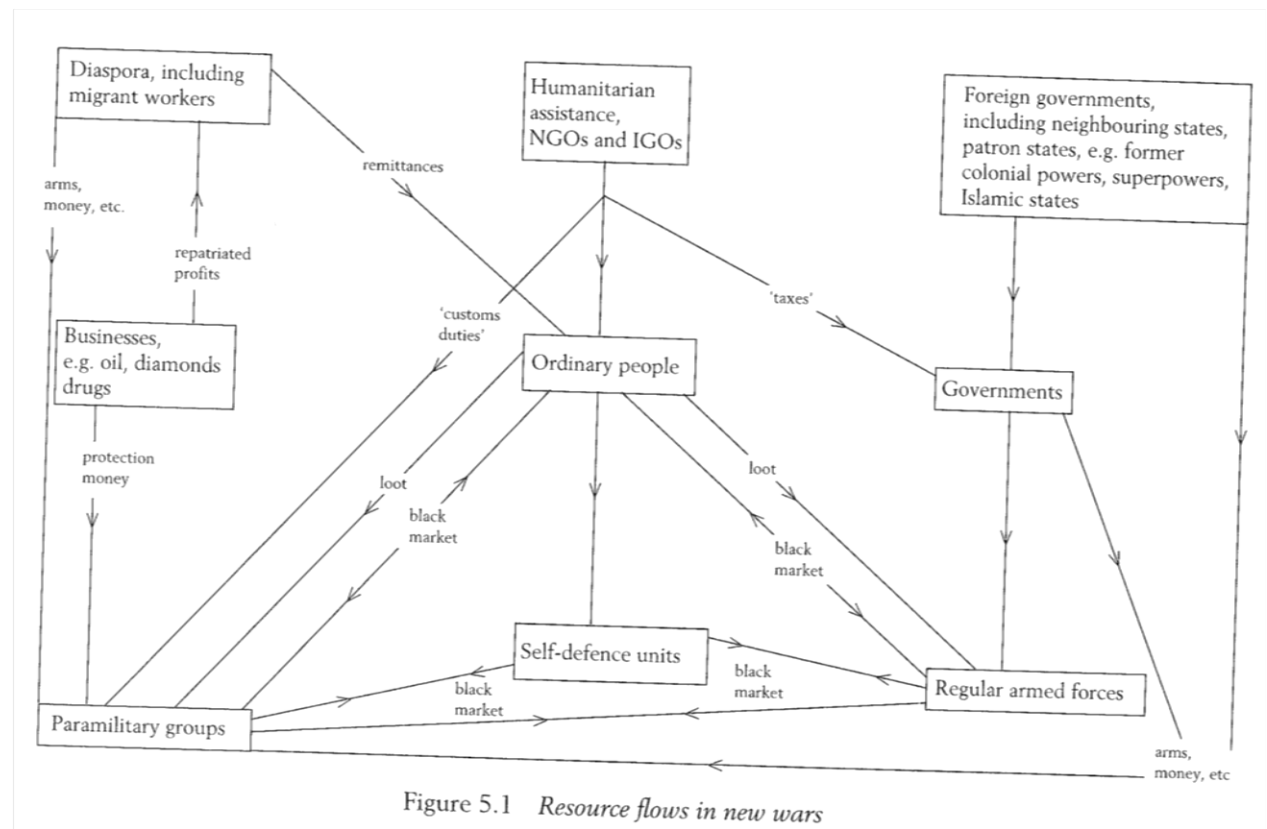 Diaspora, including
migrant workers
Humanitarian
assistance,
NGOs and IGOs
Foreign governments,
including neighbouring states,
patron states, e.g. former
colonial powers, superpowers,
Islamic states
remittances
arms,
money, etc.
repatriated
profits
'taxes'
'customs
duties'
Businesses,
e.g. oil, diamonds
drugs
Ordinary people
Governments
protection
money
loot
loot
black
market
black
market
Self-defence units
black
market
black
market
Regular armed forces
Paramilitary groups
arms,
money, etc
Figure 5.1 Resource flows in new wars